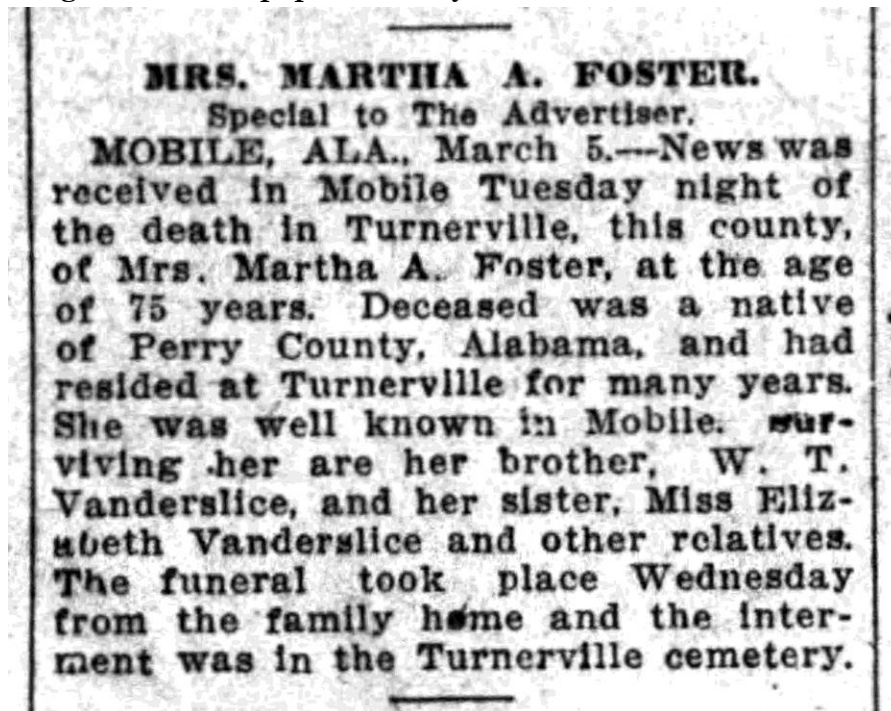 MRS. MARTHA A. FOSTER.
Special to The Advertiser.
MOBILE, ALA., March 5.—News was
received in Mobile Tuesday night of
the death in Turnerville, this county,
of Mrs. Martha A. Foster, at the age
of 75 years. Deceased was a native
of Perry County, Alabama, and had
resided at Turnerville for many years.
She was well known in Mobile. Sur-
viving her are her brother, W. T.
Vanderslice, and her sister, Miss Eliz-
abeth Vanderslice and other relatives.
The funeral took place Wednesday
from the family home and the inter-
ment was in the Turnerville cemetery.